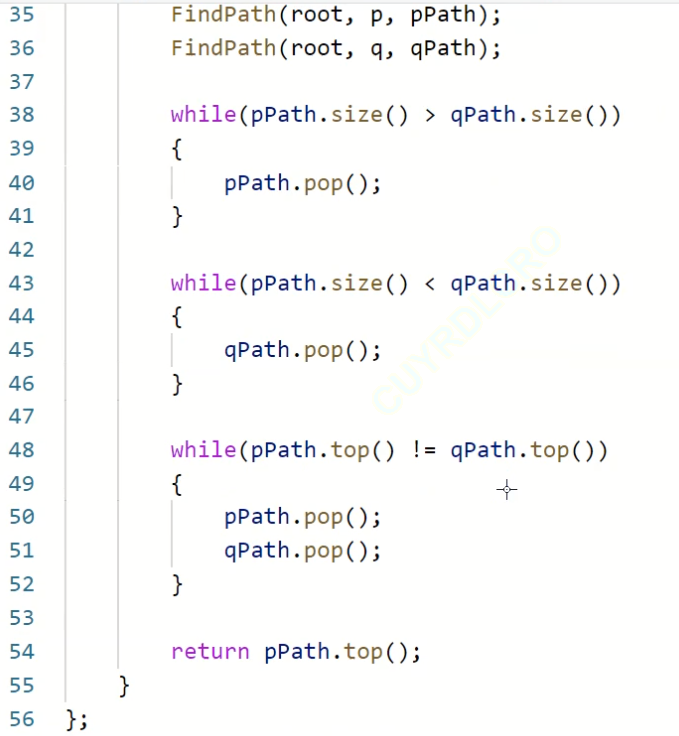 35 FindPath(root, p, pPath);
36 FindPath(root, q, qPath);
37
38 while(pPath.size() > qPath.size())
39 {
40 pPath.pop();
41 }
42
43 while(pPath.size() < qPath.size())
44 {
45 qPath.pop();
46 }
47
48 while(pPath.top() != qPath.top())
49 {
50 pPath.pop();
51 qPath.pop();
52 }
53
54 return pPath.top();
55 }
56 };